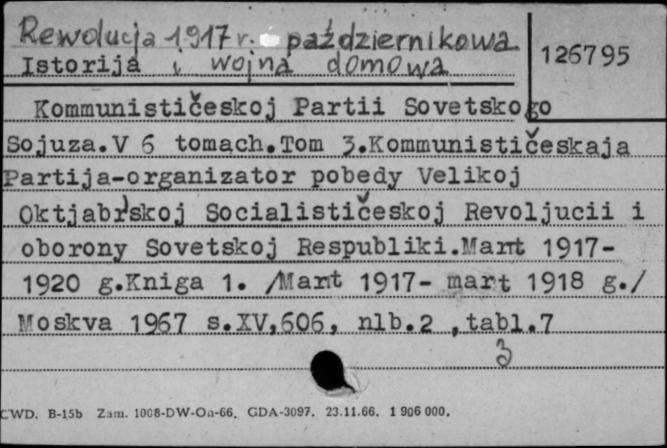 Rewolucja 1917 r. październikowa
Istorija i wojna domowa
126795
Kommunističeskoj Partii Sovetskogo
Sojuza.V 6 tomach.Tom 3.Kommunističeskaja
Partija-organizator pobedy Velikoj
Oktjabr'skoj Socialističeskoj Revoljucii i
oborony Sovetskoj Respubliki.Mart 1917-
1920 g.Kniga 1. /Mart 1917- mart 1918 g./
Moskva 1967 s.XV,606, nlb.2 ,tabl.7
3
CWD. B-15b Zam. 1008-DW-Oa-66. GDA-3097. 23.11.66. 1 906 000.